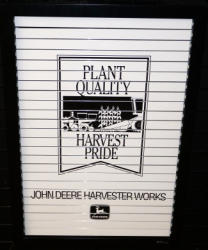 PLANT
QUALITY
HARVEST
PRIDE
JOHN DEERE HARVESTER WORKS